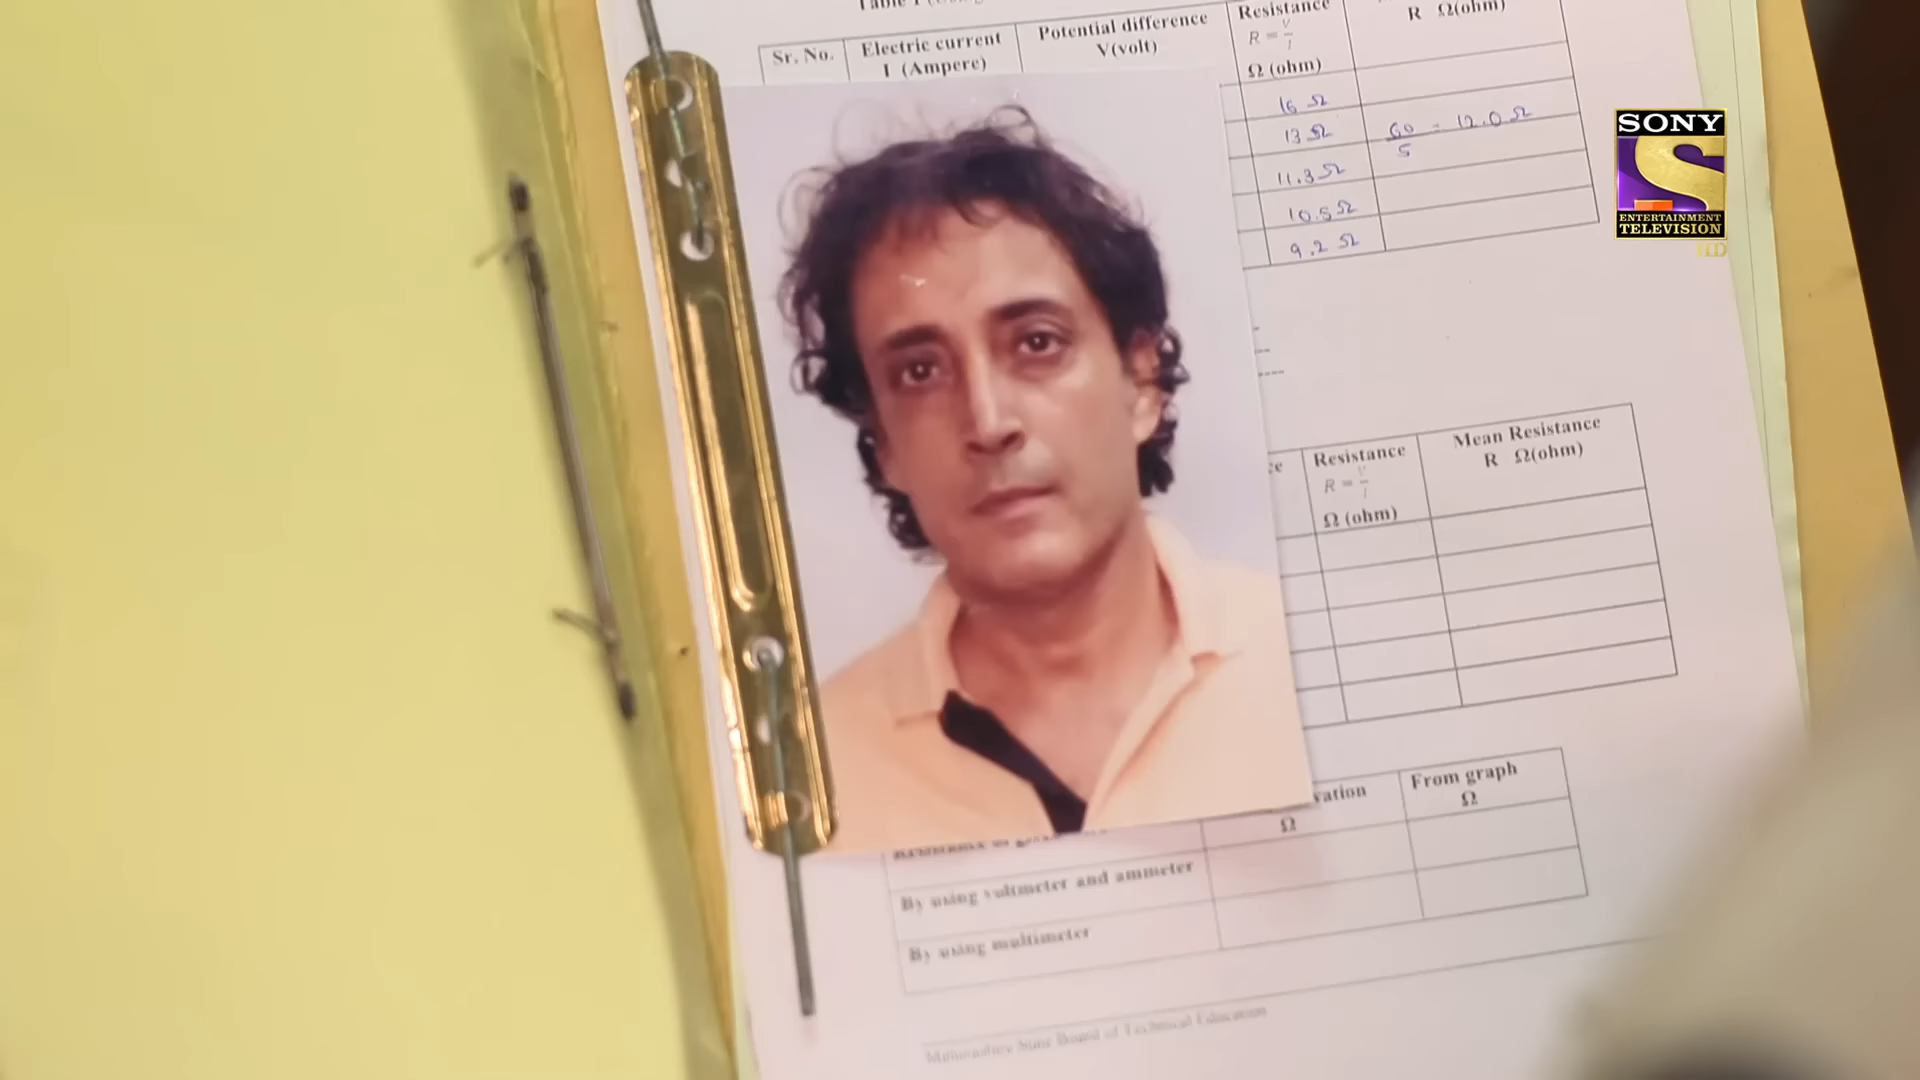 Table 1
Sr. No.
Electric current
I (Ampere)
Potential difference
V(volt)
Resistance
R = V/I
Ω (ohm)
R Ω(ohm)
16 Ω
13 Ω
11.3 Ω
10.5 Ω
9.2 Ω
60/5 = 12.0 Ω
SONY
ENTERTAINMENT
TELEVISION
HD
ce
Resistance
R = V/I
Ω (ohm)
Mean Resistance
R Ω(ohm)
vation
Ω
From graph
Ω
By using voltmeter and ammeter
By using multimeter
Maharashtra State Board of Technical Education